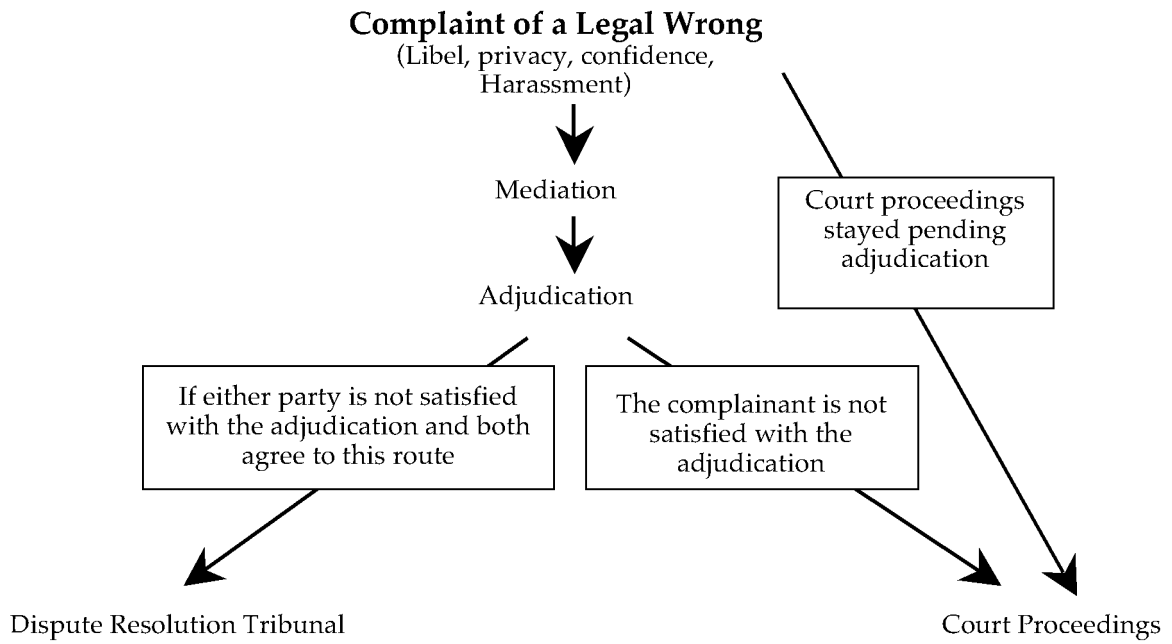 Complaint of a Legal Wrong
(Libel, privacy, confidence,
Harassment)
Mediation
Court proceedings
stayed pending
adjudication
Adjudication
If either party is not satisfied
with the adjudication and both
agree to this route
The complainant is not
satisfied with the
adjudication
Dispute Resolution Tribunal
Court Proceedings